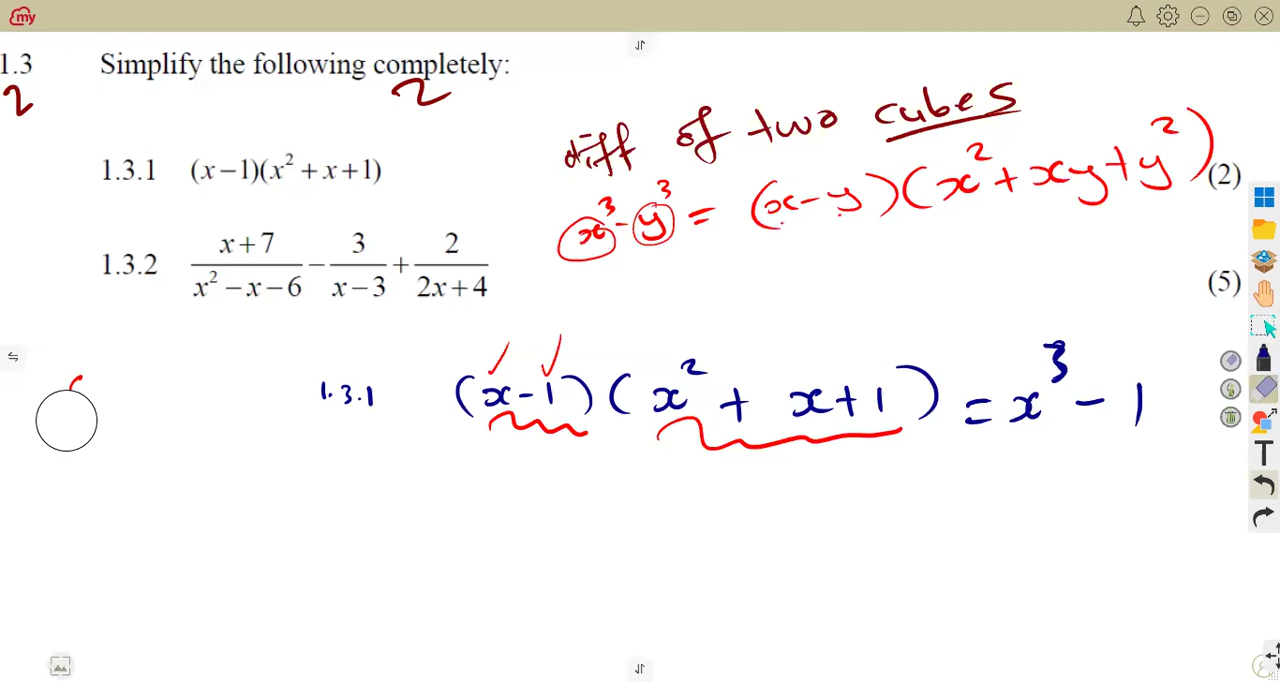 my
1.3 Simplify the following completely:
2 2
diff of two cubes
1.3.1 (x−1)(x² + x + 1) (2)
x³ - y³ = (x - y)(x² + xy + y²)
1.3.2 (x+7)/(x² − x − 6) − 3/(x−3) + 2/(2x+4) (5)
1.3.1 (x - 1)(x² + x + 1) = x³ - 1
T